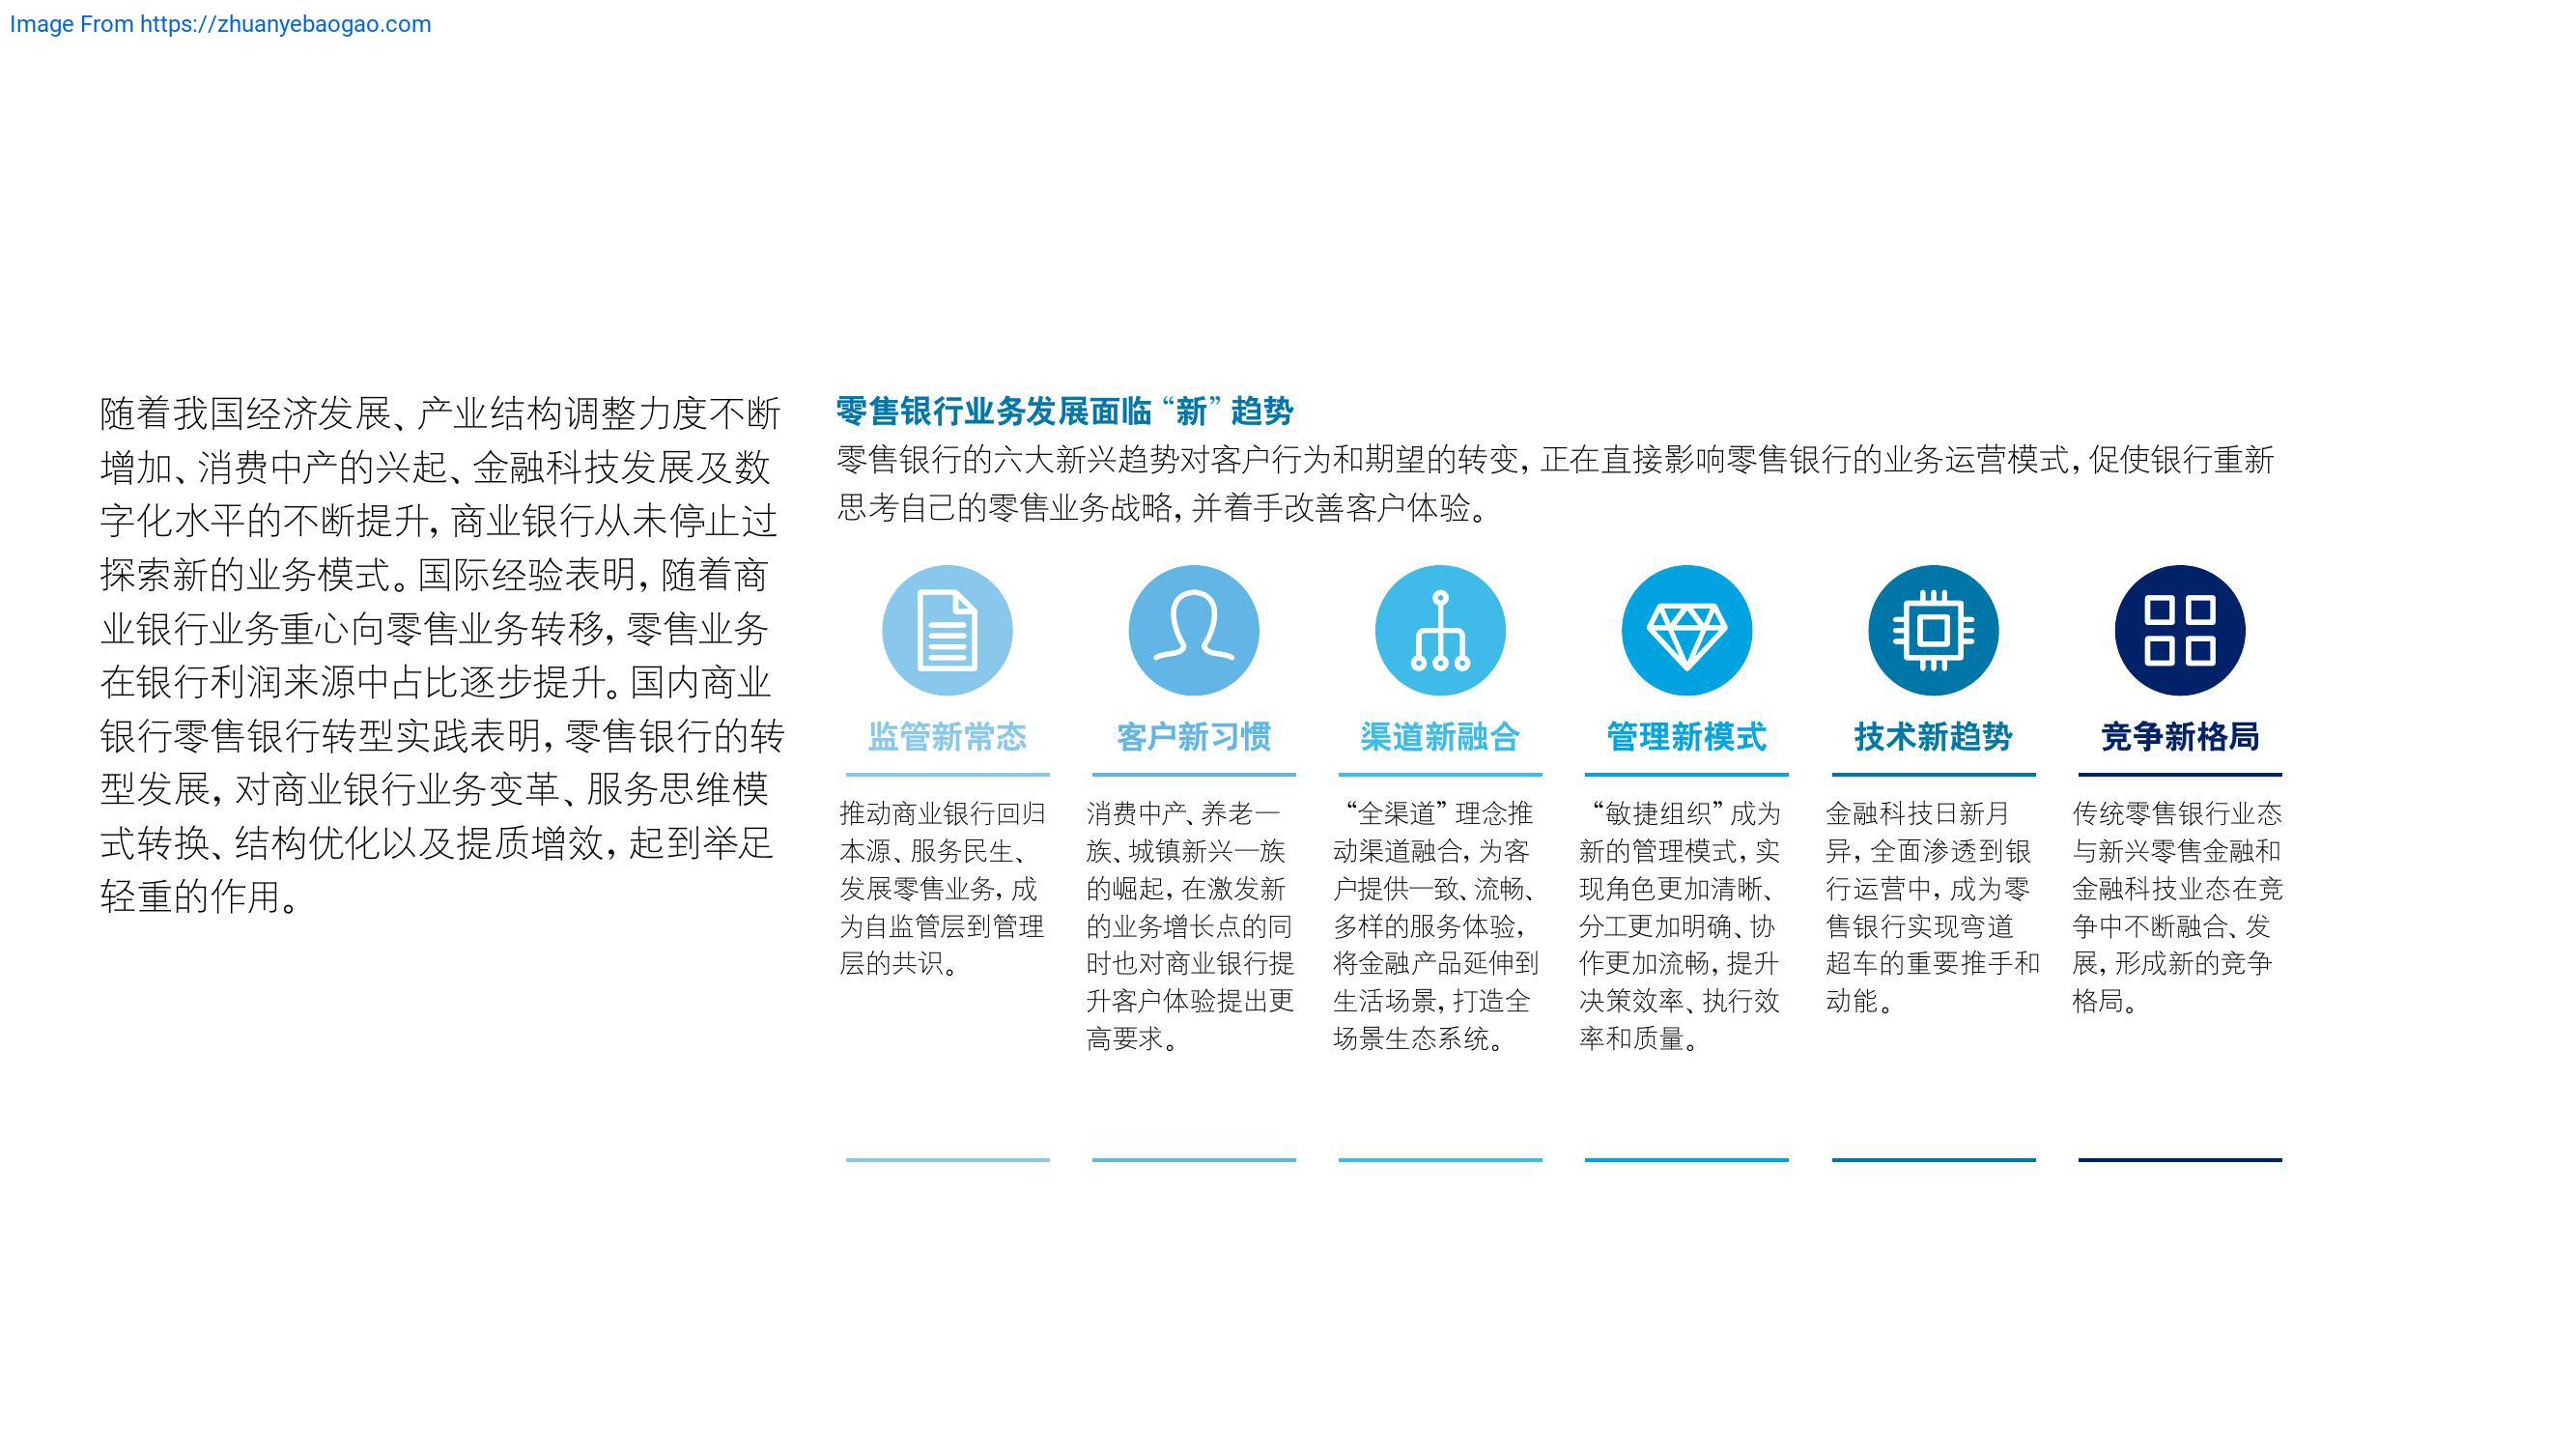 Image From https://zhuanyebaogao.com
随着我国经济发展、产业结构调整力度不断
增加、消费中产的兴起、金融科技发展及数
字化水平的不断提升，商业银行从未停止过
探索新的业务模式。国际经验表明，随着商
业银行业务重心向零售业务转移，零售业务
在银行利润来源中占比逐步提升。国内商业
银行零售银行转型实践表明，零售银行的转
型发展，对商业银行业务变革、服务思维模
式转换、结构优化以及提质增效，起到举足
轻重的作用。
零售银行业务发展面临“新”趋势
零售银行的六大新兴趋势对客户行为和期望的转变，正在直接影响零售银行的业务运营模式，促使银行重新
思考自己的零售业务战略，并着手改善客户体验。
监管新常态
推动商业银行回归
本源、服务民生、
发展零售业务，成
为自监管层到管理
层的共识。
客户新习惯
消费中产、养老一
族、城镇新兴一族
的崛起，在激发新
的业务增长点的同
时也对商业银行提
升客户体验提出更
高要求。
渠道新融合
“全渠道”理念推
动渠道融合，为客
户提供一致、流畅、
多样的服务体验，
将金融产品延伸到
生活场景，打造全
场景生态系统。
管理新模式
“敏捷组织”成为
新的管理模式，实
现角色更加清晰、
分工更加明确、协
作更加流畅，提升
决策效率、执行效
率和质量。
技术新趋势
金融科技日新月
异，全面渗透到银
行运营中，成为零
售银行实现弯道
超车的重要推手和
动能。
竞争新格局
传统零售银行业态
与新兴零售金融和
金融科技业态在竞
争中不断融合、发
展，形成新的竞争
格局。